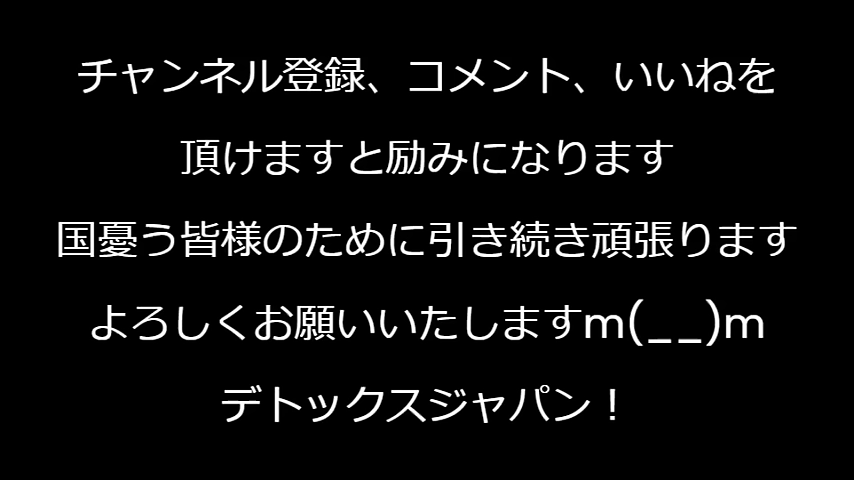 チャンネル登録、コメント、いいねを
頂けますと励みになります
国憂う皆様のために引き続き頑張ります
よろしくお願いいたしますm(__)m
デトックスジャパン！